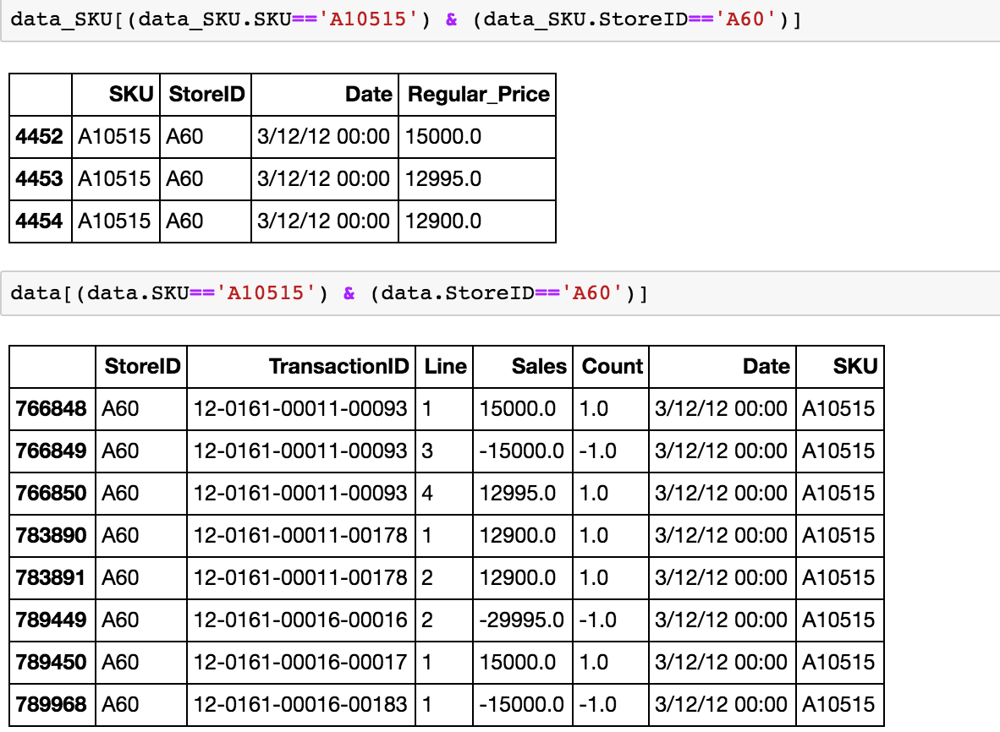 data_SKU[(data_SKU.SKU=='A10515') & (data_SKU.StoreID=='A60')]
SKU StoreID Date Regular_Price
4452 A10515 A60 3/12/12 00:00 15000.0
4453 A10515 A60 3/12/12 00:00 12995.0
4454 A10515 A60 3/12/12 00:00 12900.0
data[(data.SKU=='A10515') & (data.StoreID=='A60')]
StoreID TransactionID Line Sales Count Date SKU
766848 A60 12-0161-00011-00093 1 15000.0 1.0 3/12/12 00:00 A10515
766849 A60 12-0161-00011-00093 3 -15000.0 -1.0 3/12/12 00:00 A10515
766850 A60 12-0161-00011-00093 4 12995.0 1.0 3/12/12 00:00 A10515
783890 A60 12-0161-00011-00178 1 12900.0 1.0 3/12/12 00:00 A10515
783891 A60 12-0161-00011-00178 2 12900.0 1.0 3/12/12 00:00 A10515
789449 A60 12-0161-00016-00016 2 -29995.0 -1.0 3/12/12 00:00 A10515
789450 A60 12-0161-00016-00017 1 15000.0 1.0 3/12/12 00:00 A10515
789968 A60 12-0161-00016-00183 1 -15000.0 -1.0 3/12/12 00:00 A10515